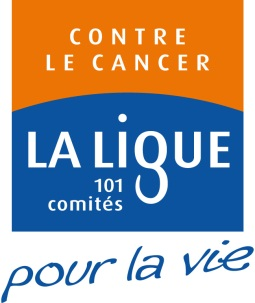 CONTRE
LE CANCER
LA LIGUE
101
comités
pour la vie